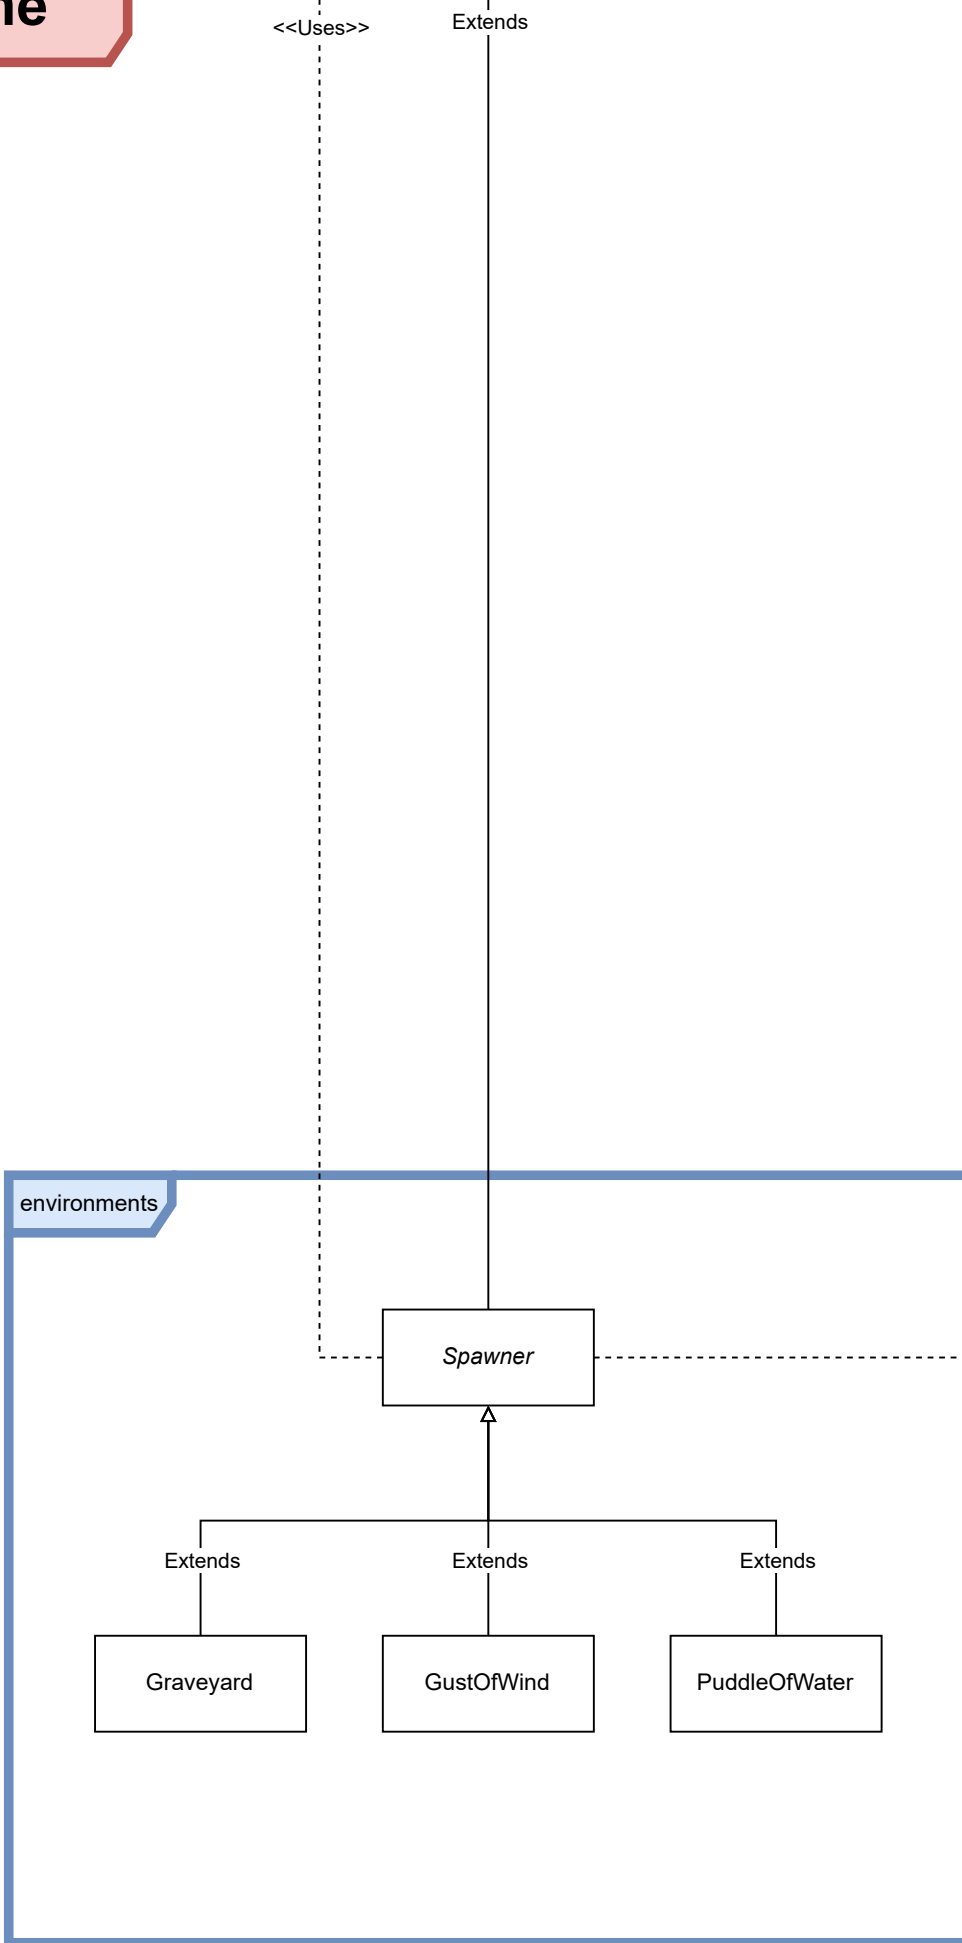 <<Uses>>
Extends
environments
Spawner
Extends
Extends
Extends
Graveyard
GustOfWind
PuddleOfWater